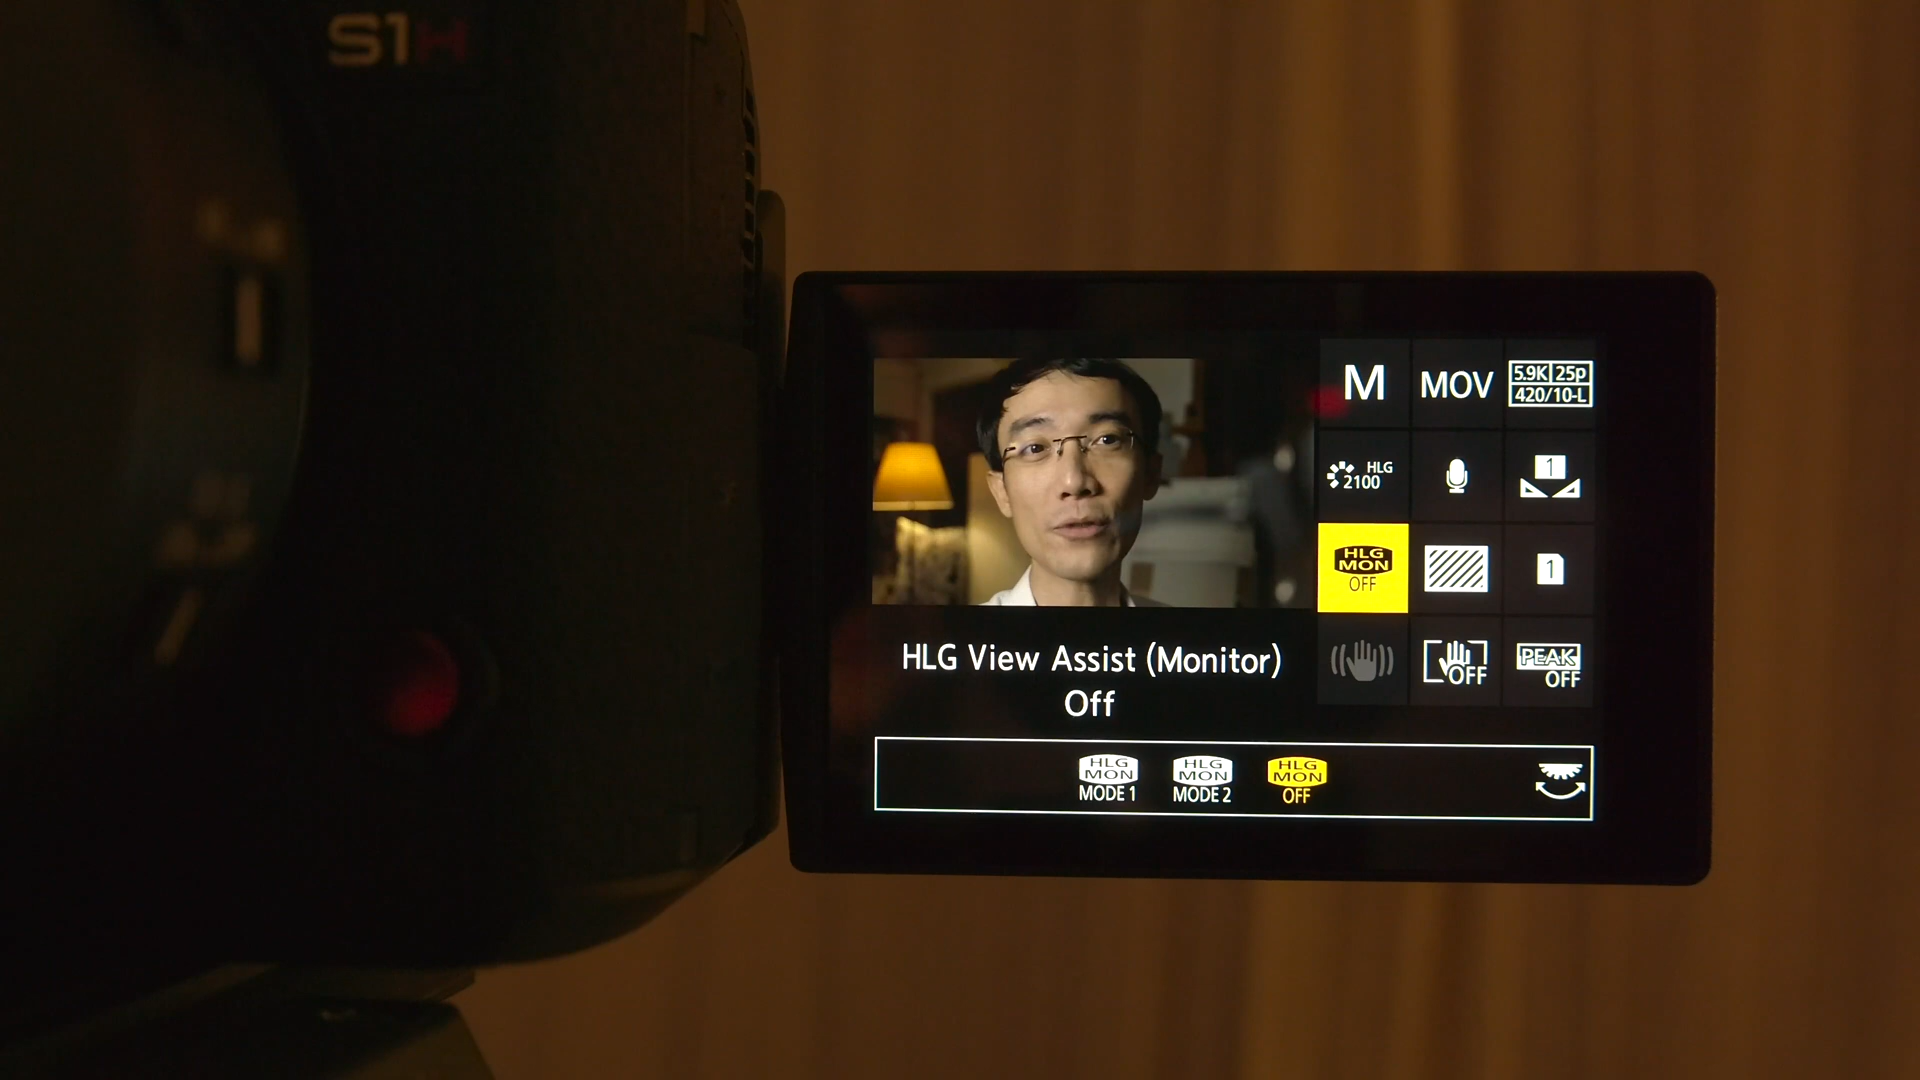 S1H
M
MOV
5.9K 25p
420/10-L
HLG
2100
1
HLG
MON
OFF
1
OFF
PEAK
OFF
HLG View Assist (Monitor)
Off
HLG
MON
MODE 1
HLG
MON
MODE 2
HLG
MON
OFF